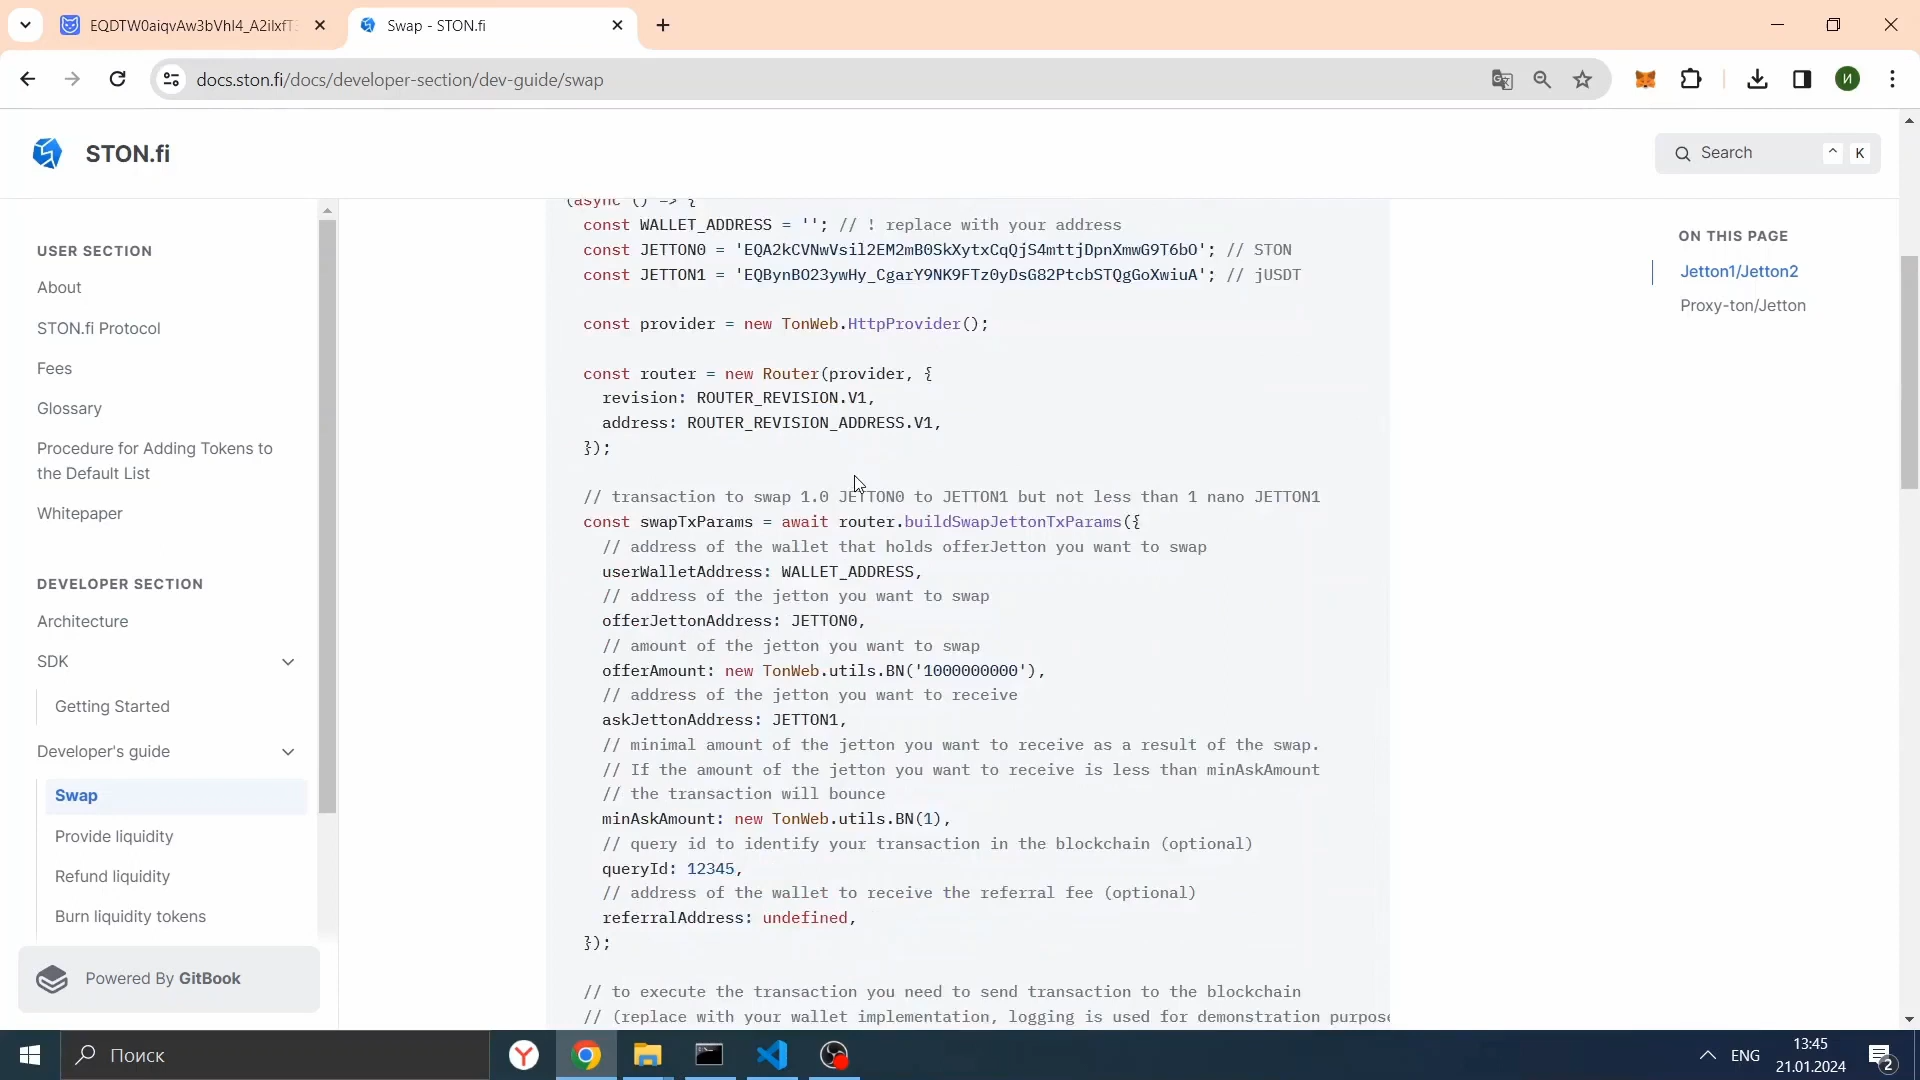 EQDTW0aiqvAw3bVhI4_A2ilxfT
Swap - STON.fi
docs.ston.fi/docs/developer-section/dev-guide/swap
И
STON.fi
Search
^ K
USER SECTION
About
STON.fi Protocol
Fees
Glossary
Procedure for Adding Tokens to
the Default List
Whitepaper
DEVELOPER SECTION
Architecture
SDK
Getting Started
Developer's guide
Swap
Provide liquidity
Refund liquidity
Burn liquidity tokens
Powered By GitBook
(async () => {
const WALLET_ADDRESS = ''; // ! replace with your address
const JETTON0 = 'EQA2kCVNwVsil2EM2mB0SkXytxCqQjS4mttjDpnXmwG9T6bO'; // STON
const JETTON1 = 'EQBynBO23ywHy_CgarY9NK9FTz0yDsG82PtcbSTQgGoXwiuA'; // jUSDT
const provider = new TonWeb.HttpProvider();
const router = new Router(provider, {
revision: ROUTER_REVISION.V1,
address: ROUTER_REVISION_ADDRESS.V1,
});
// transaction to swap 1.0 JETTON0 to JETTON1 but not less than 1 nano JETTON1
const swapTxParams = await router.buildSwapJettonTxParams({
// address of the wallet that holds offerJetton you want to swap
userWalletAddress: WALLET_ADDRESS,
// address of the jetton you want to swap
offerJettonAddress: JETTON0,
// amount of the jetton you want to swap
offerAmount: new TonWeb.utils.BN('1000000000'),
// address of the jetton you want to receive
askJettonAddress: JETTON1,
// minimal amount of the jetton you want to receive as a result of the swap.
// If the amount of the jetton you want to receive is less than minAskAmount
// the transaction will bounce
minAskAmount: new TonWeb.utils.BN(1),
// query id to identify your transaction in the blockchain (optional)
queryId: 12345,
// address of the wallet to receive the referral fee (optional)
referralAddress: undefined,
});
// to execute the transaction you need to send transaction to the blockchain
// (replace with your wallet implementation, logging is used for demonstration purpose
ON THIS PAGE
Jetton1/Jetton2
Proxy-ton/Jetton
Поиск
ENG
13:45
21.01.2024
2